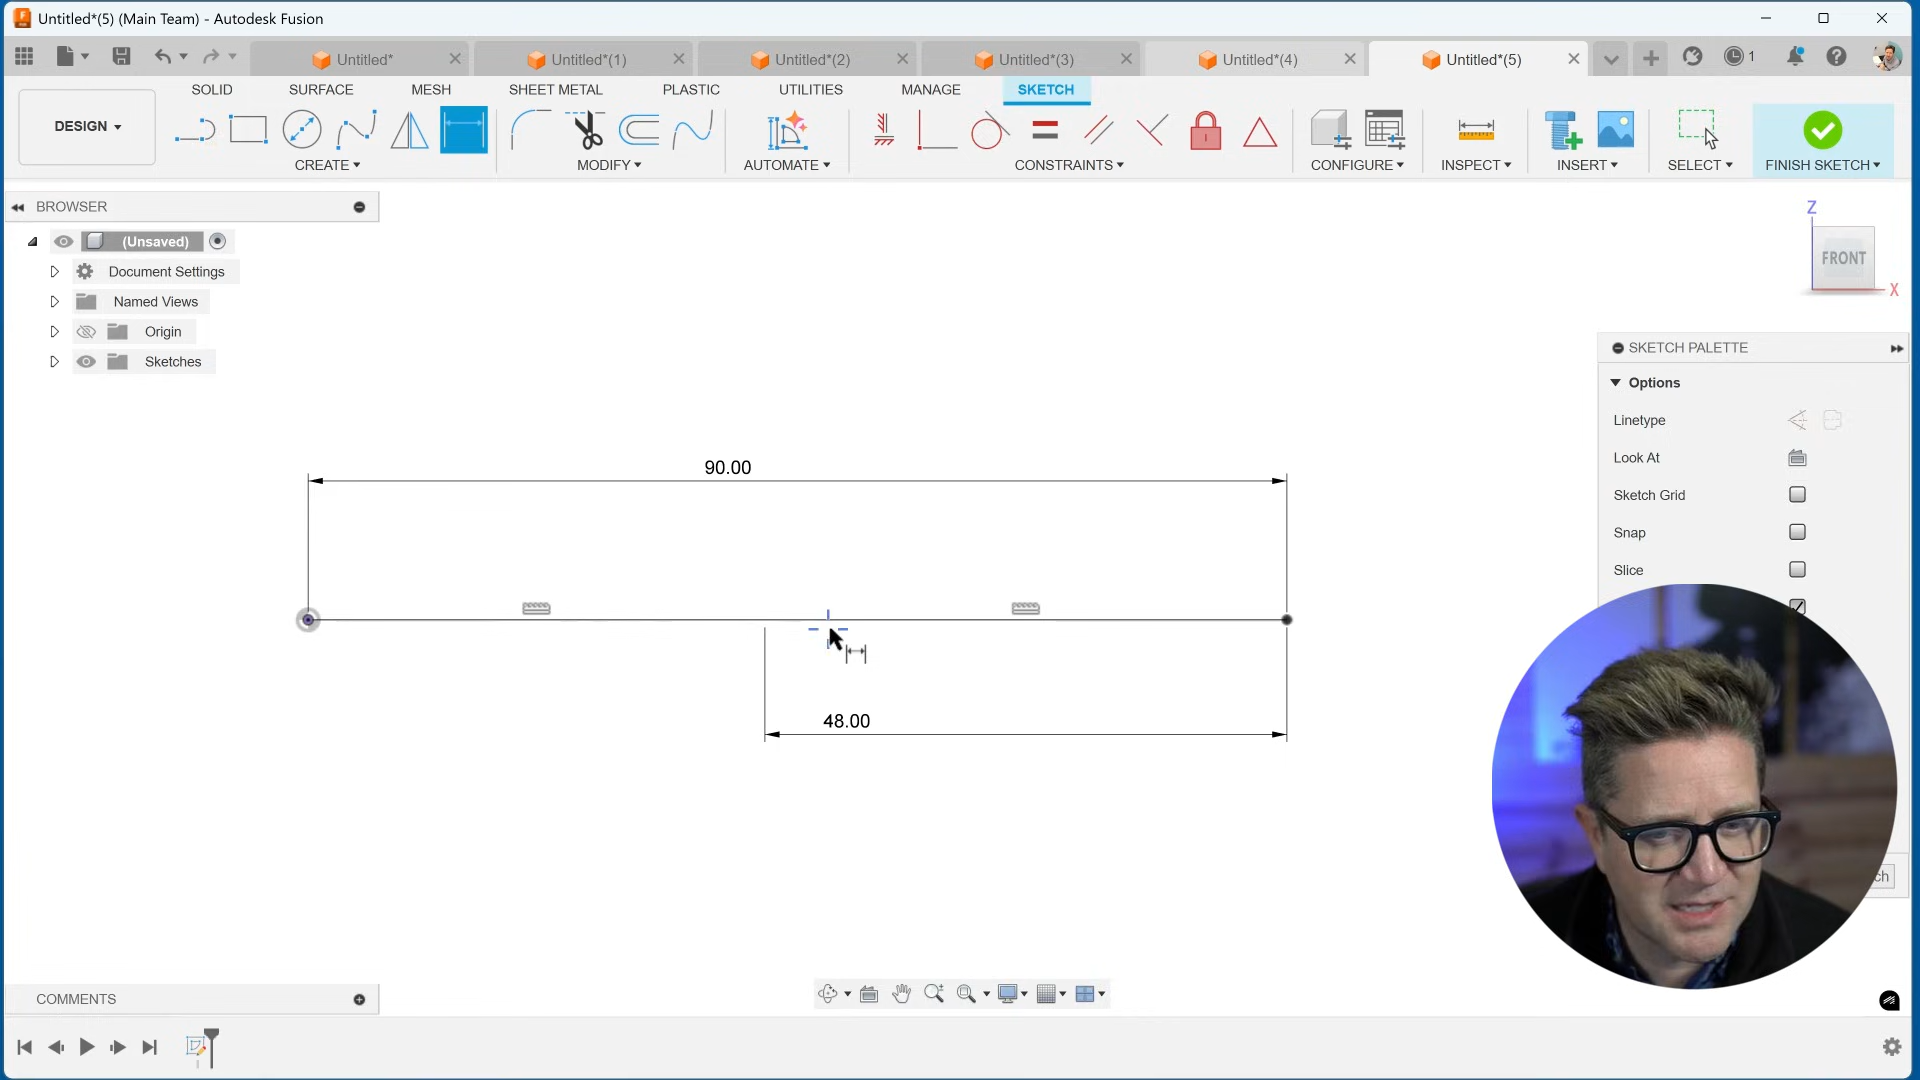 Untitled*(5) (Main Team) - Autodesk Fusion
Untitled*
Untitled*(1)
Untitled*(2)
Untitled*(3)
Untitled*(4)
Untitled*(5)
1
SOLID
SURFACE
MESH
SHEET METAL
PLASTIC
UTILITIES
MANAGE
SKETCH
DESIGN
CREATE
MODIFY
AUTOMATE
CONSTRAINTS
CONFIGURE
INSPECT
INSERT
SELECT
FINISH SKETCH
BROWSER
(Unsaved)
Document Settings
Named Views
Origin
Sketches
Z
FRONT
X
SKETCH PALETTE
Options
Linetype
Look At
Sketch Grid
Snap
Slice
90.00
48.00
COMMENTS